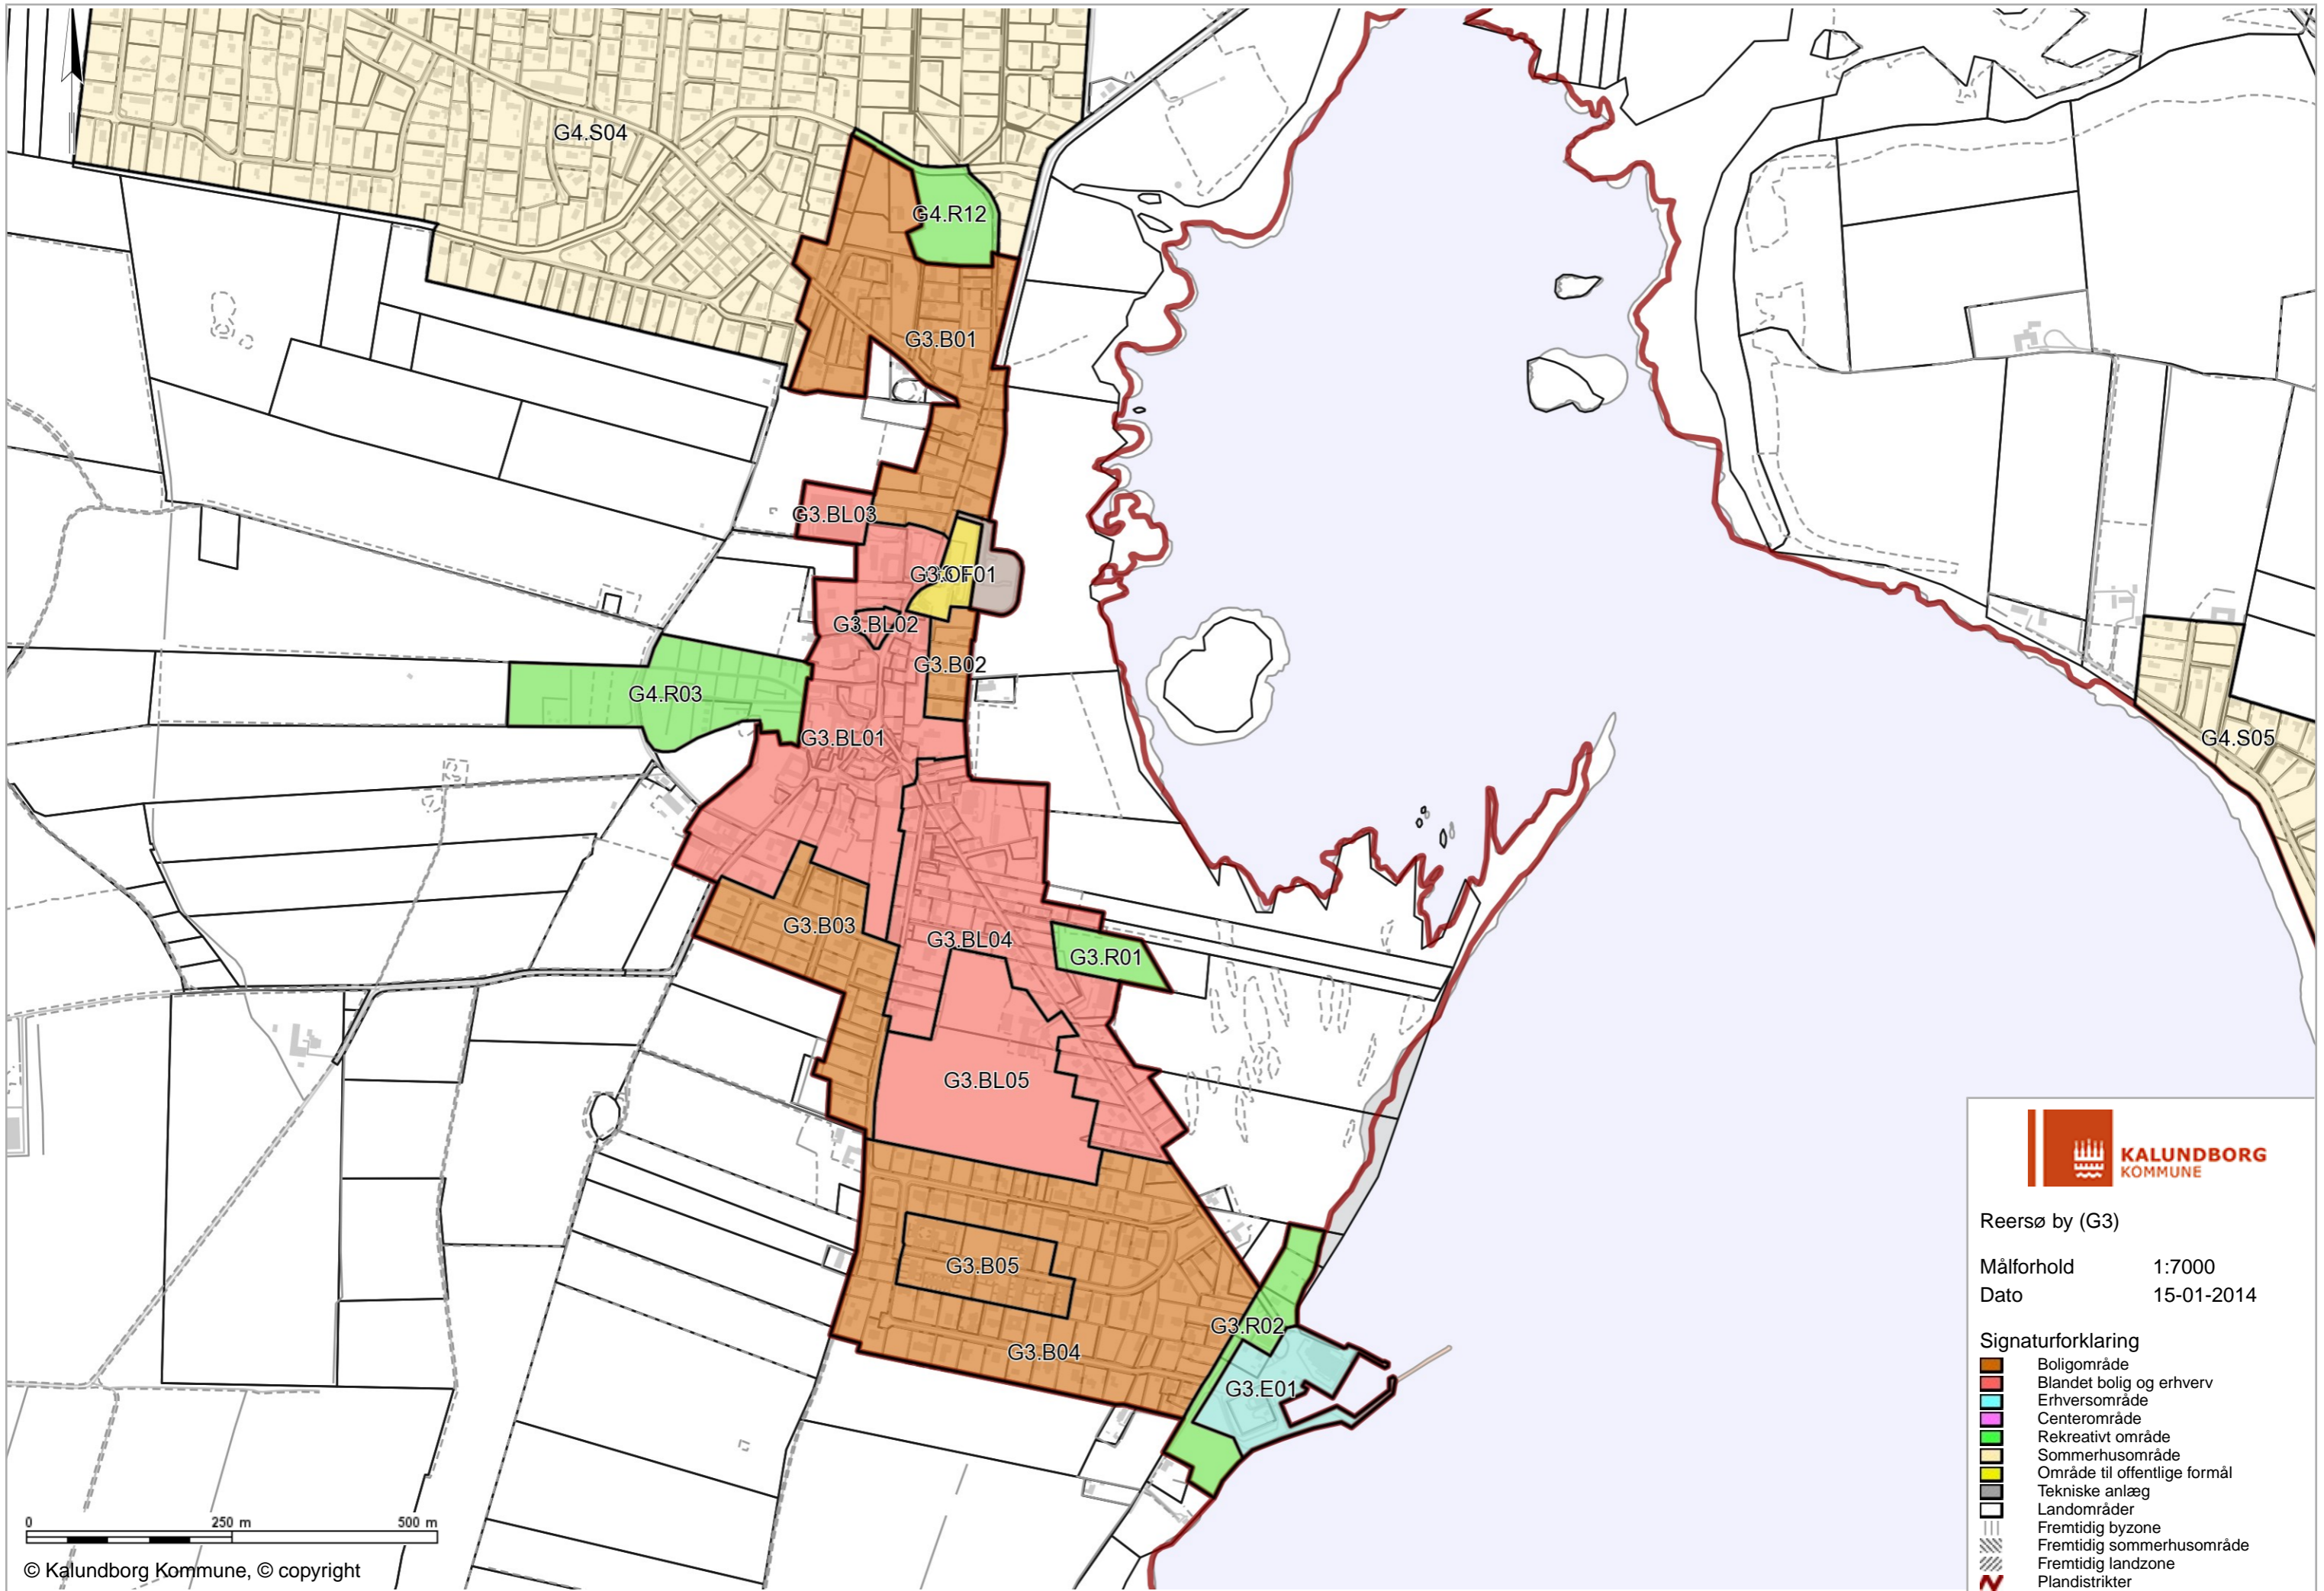 G4.S04
G4.R12
G3.B01
G3.BL03
G3.OF01
G3.BL02
G3.B02
G4.R03
G3.BL01
G4.S05
G3.B03
G3.BL04
G3.R01
G3.BL05
G3.B05
G3.R02
G3.B04
G3.E01
KALUNDBORG
KOMMUNE
Reersø by (G3)
Målforhold 1:7000
Dato 15-01-2014
Signaturforklaring
Boligområde
Blandet bolig og erhverv
Erhversområde
Centerområde
Rekreativt område
Sommerhusområde
Område til offentlige formål
Tekniske anlæg
Landområder
Fremtidig byzone
Fremtidig sommerhusområde
Fremtidig landzone
Plandistrikter
0 250 m 500 m
© Kalundborg Kommune, © copyright